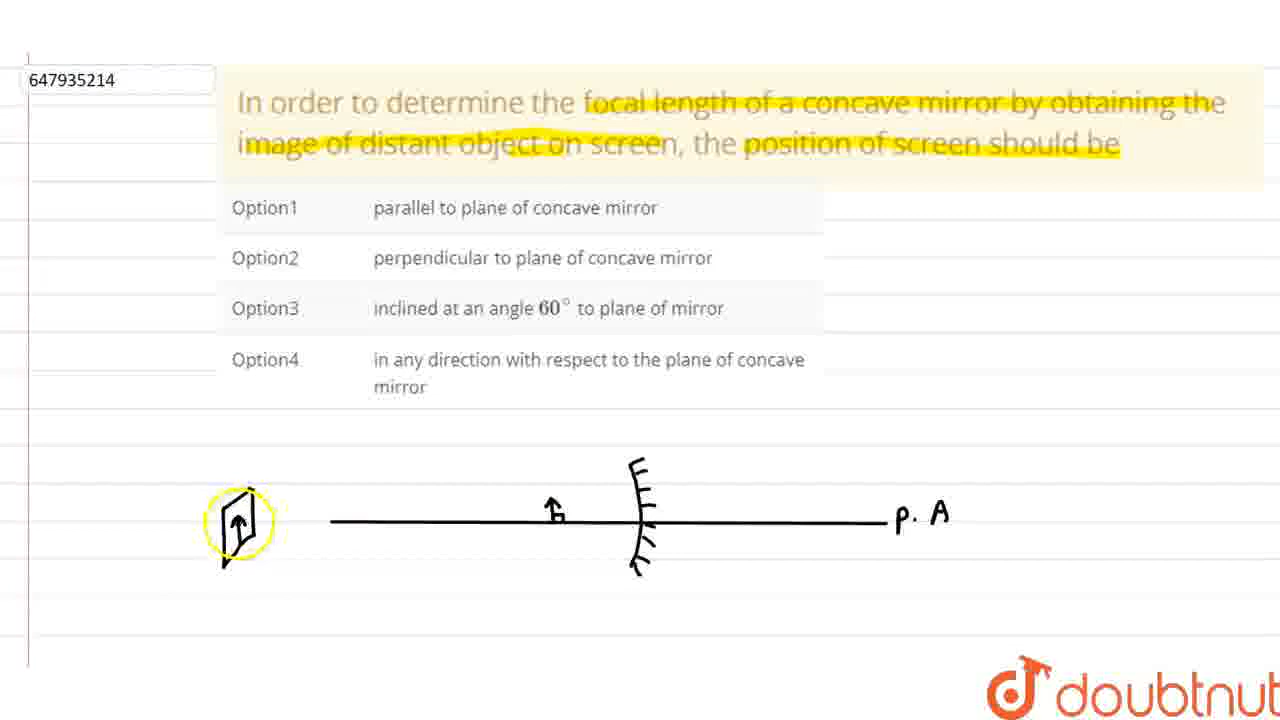 647935214
In order to determine the focal length of a concave mirror by obtaining the
image of distant object on screen, the position of screen should be
Option1 parallel to plane of concave mirror
Option2 perpendicular to plane of concave mirror
Option3 inclined at an angle 60° to plane of mirror
Option4 in any direction with respect to the plane of concave
mirror
P. A
doubtnut